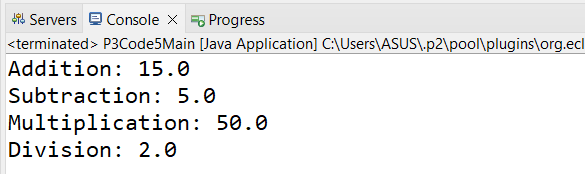 Servers Console Progress
<terminated> P3Code5Main [Java Application] C:\Users\ASUS\.p2\pool\plugins\org.ecl
Addition: 15.0
Subtraction: 5.0
Multiplication: 50.0
Division: 2.0